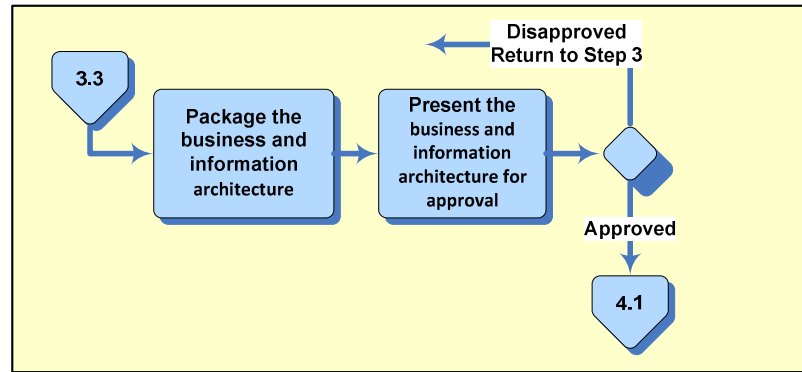 Disapproved
Return to Step 3
3.3
Package the
business and
information
architecture
Present the
business and
information
architecture for
approval
Approved
4.1